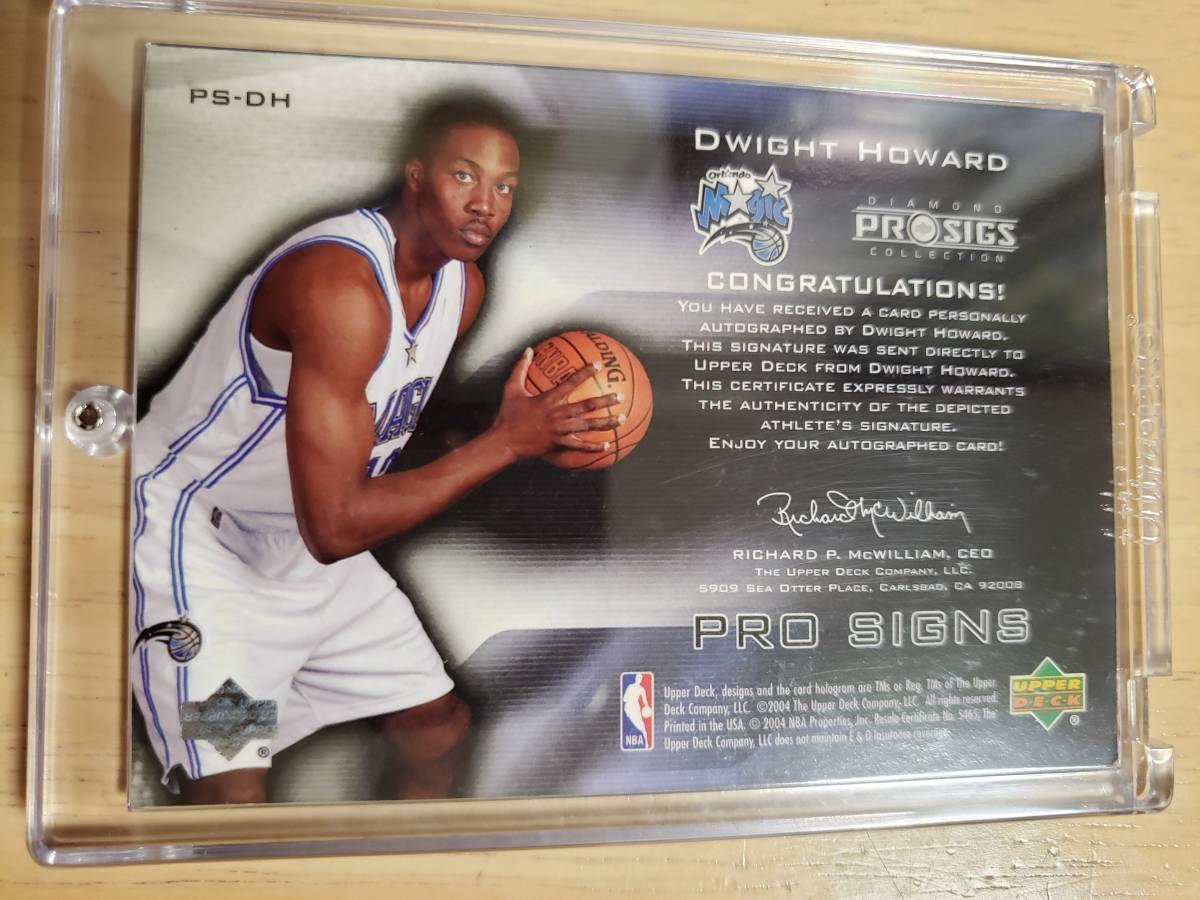 PS-DH
DWIGHT HOWARD
Orlando
MAGIC
DIAMOND
PRO SIGS
COLLECTION
CONGRATULATIONS!
YOU HAVE RECEIVED A CARD PERSONALLY
AUTOGRAPHED BY DWIGHT HOWARD.
THIS SIGNATURE WAS SENT DIRECTLY TO
UPPER DECK FROM DWIGHT HOWARD.
THIS CERTIFICATE EXPRESSLY WARRANTS
THE AUTHENTICITY OF THE DEPICTED
ATHLETE'S SIGNATURE.
ENJOY YOUR AUTOGRAPHED CARD!
SPALDING
NBA
Richard McWilliam
RICHARD P. McWILLIAM, CEO
THE UPPER DECK COMPANY, LLC.
5909 SEA OTTER PLACE, CARLSBAD, CA 92008
PRO SIGNS
Upper Deck, designs and the card hologram are TMs or Reg. TMs of The Upper
Deck Company, LLC. ©2004 The Upper Deck Company, LLC. All rights reserved.
Printed in the USA. © 2004 NBA Properties, Inc. Resale Certificate No. 5465, The
Upper Deck Company, LLC does not maintain E & O insurance coverage.
NBA
UPPER
DECK
®
®